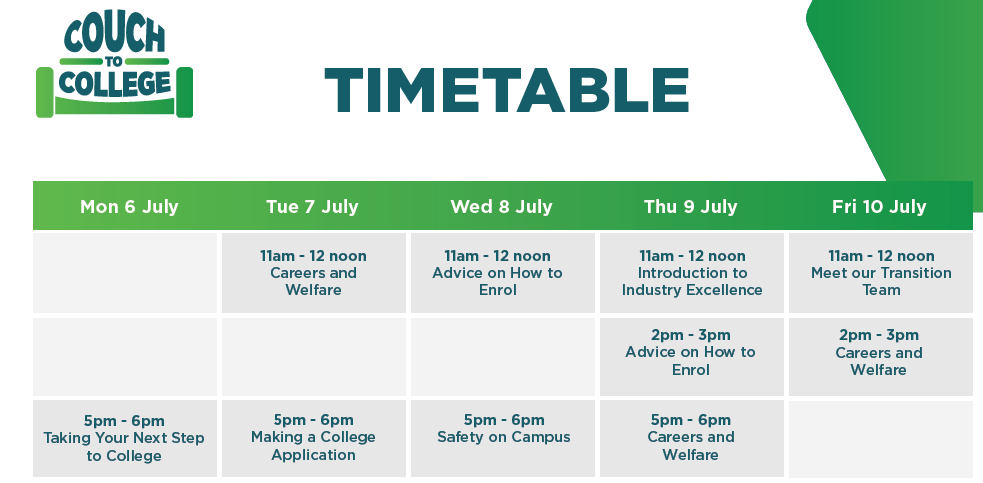 COUCH
TO
COLLEGE
TIMETABLE
Mon 6 July
Tue 7 July
Wed 8 July
Thu 9 July
Fri 10 July
11am - 12 noon
Careers and
Welfare
11am - 12 noon
Advice on How to
Enrol
11am - 12 noon
Introduction to
Industry Excellence
11am - 12 noon
Meet our Transition
Team
2pm - 3pm
Advice on How to
Enrol
2pm - 3pm
Careers and
Welfare
5pm - 6pm
Taking Your Next Step
to College
5pm - 6pm
Making a College
Application
5pm - 6pm
Safety on Campus
5pm - 6pm
Careers and
Welfare